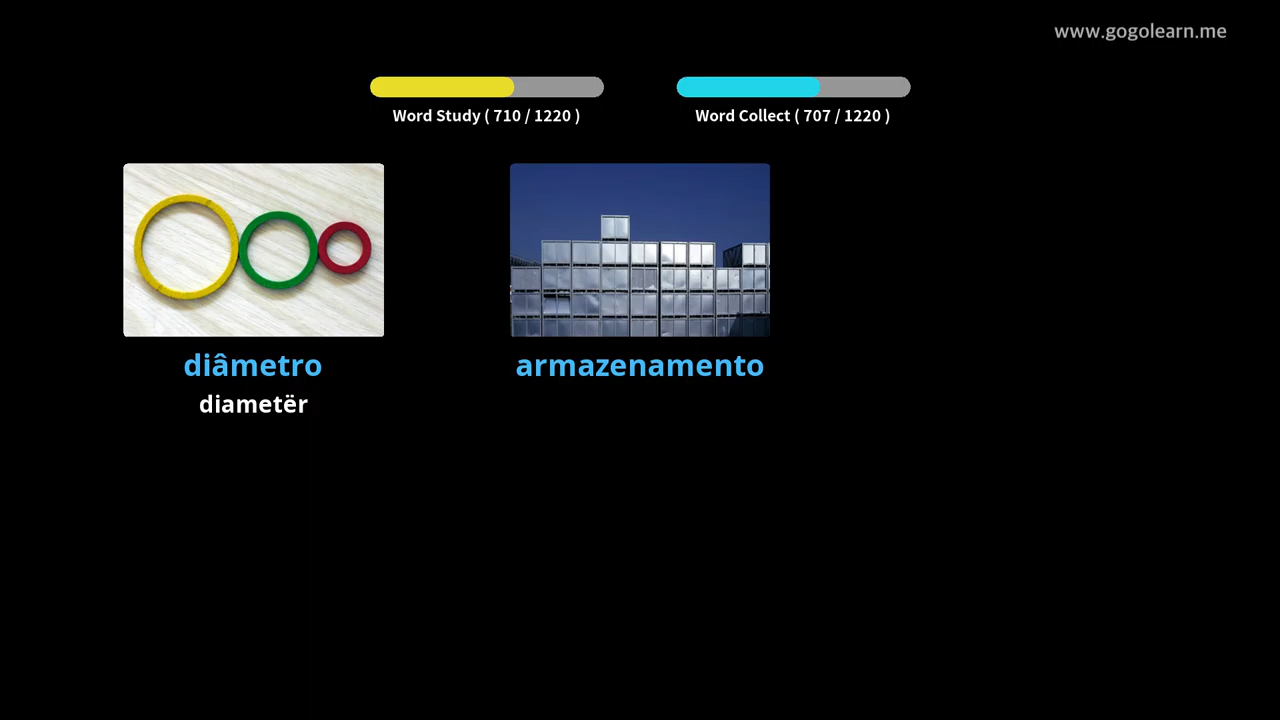 www.gogolearn.me
Word Study ( 710 / 1220 )
Word Collect ( 707 / 1220 )
diâmetro
diametër
armazenamento